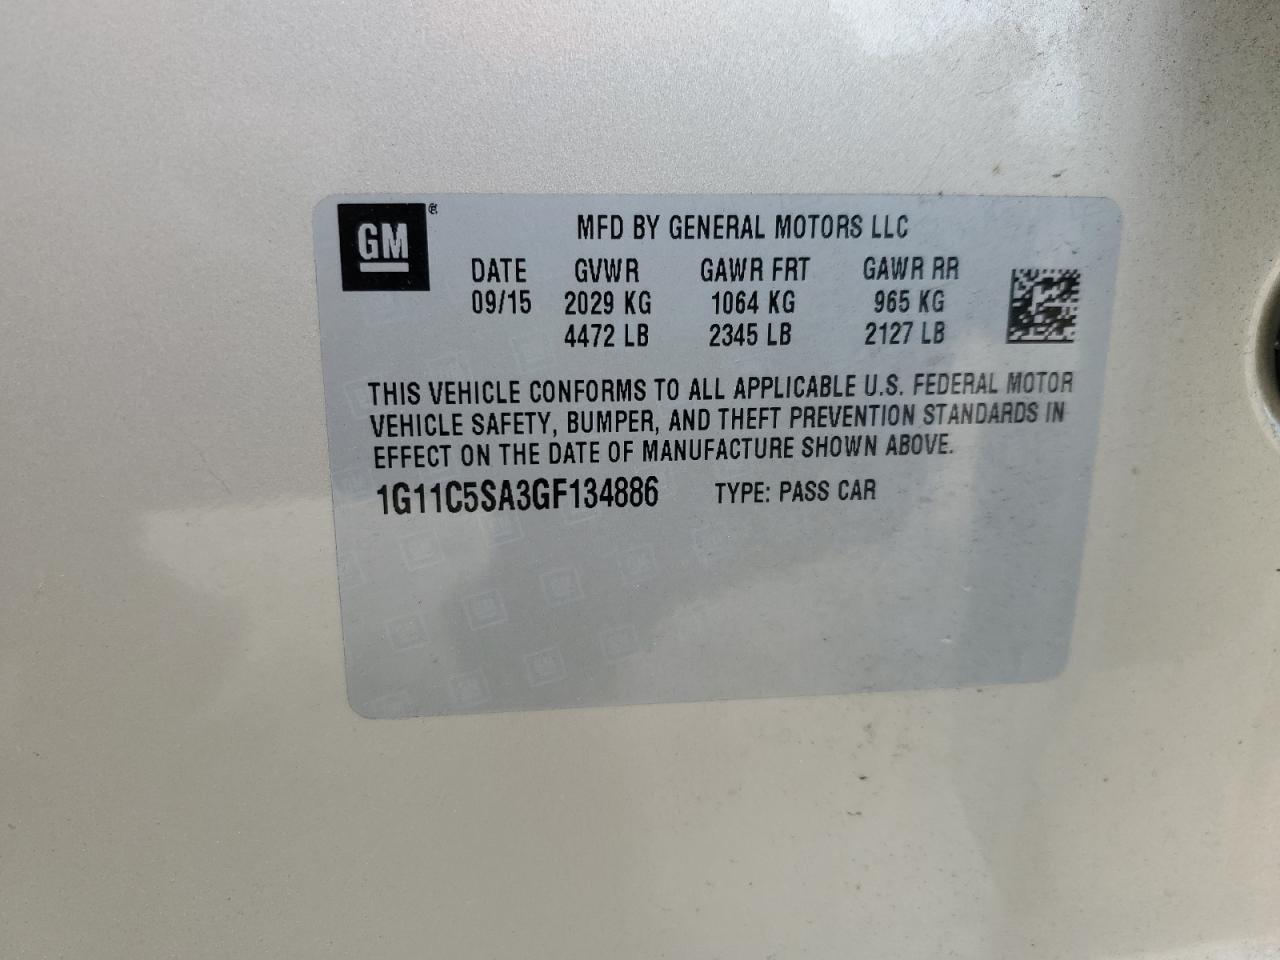 GM®
MFD BY GENERAL MOTORS LLC
DATE GVWR GAWR FRT GAWR RR
09/15 2029 KG 1064 KG 965 KG
4472 LB 2345 LB 2127 LB
THIS VEHICLE CONFORMS TO ALL APPLICABLE U.S. FEDERAL MOTOR
VEHICLE SAFETY, BUMPER, AND THEFT PREVENTION STANDARDS IN
EFFECT ON THE DATE OF MANUFACTURE SHOWN ABOVE.
1G11C5SA3GF134886 TYPE: PASS CAR